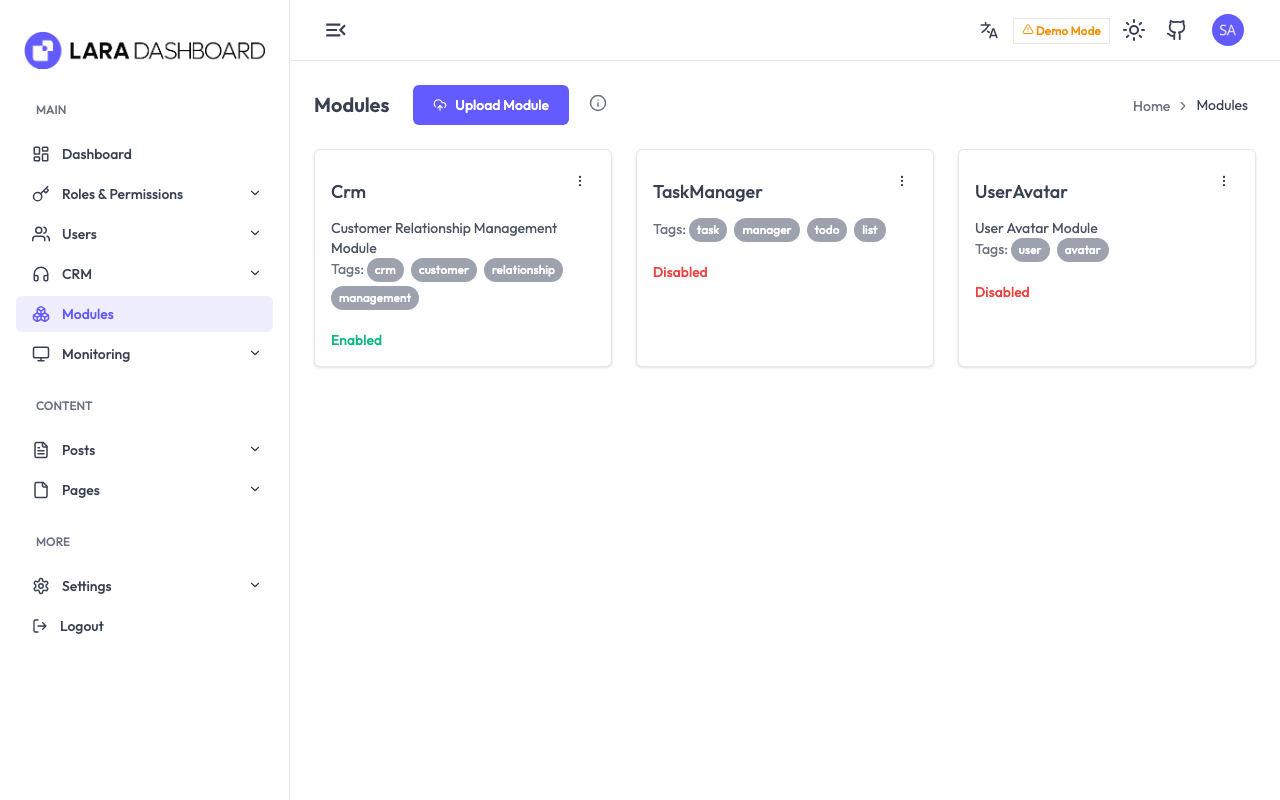 LARA DASHBOARD
MAIN
Dashboard
Roles & Permissions
Users
CRM
Modules
Monitoring
CONTENT
Posts
Pages
MORE
Settings
Logout
Demo Mode
SA
Modules
Upload Module
Home > Modules
Crm
Customer Relationship Management
Module
Tags: crm customer relationship
management
Enabled
TaskManager
Tags: task manager todo list
Disabled
UserAvatar
User Avatar Module
Tags: user avatar
Disabled